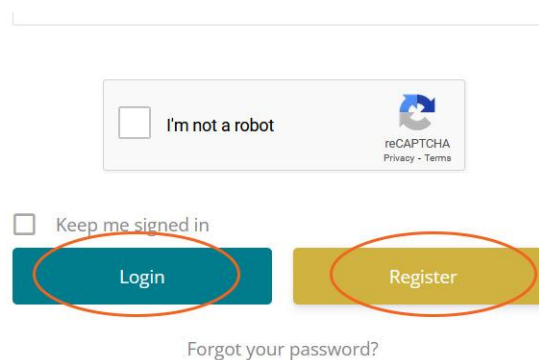 I'm not a robot
reCAPTCHA
Privacy - Terms
Keep me signed in
Login
Register
Forgot your password?